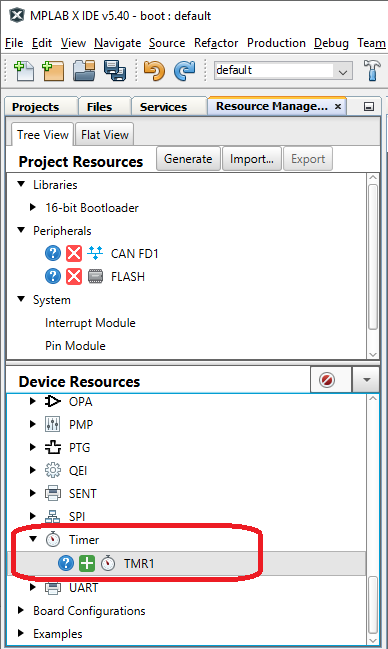 MPLAB X IDE v5.40 - boot : default
File Edit View Navigate Source Refactor Production Debug Team
default
Projects Files Services Resource Manage... ×
Tree View Flat View
Project Resources Generate Import... Export
Libraries
16-bit Bootloader
Peripherals
CAN FD1
FLASH
System
Interrupt Module
Pin Module
Device Resources
OPA
PMP
PTG
QEI
SENT
SPI
Timer
TMR1
UART
Board Configurations
Examples